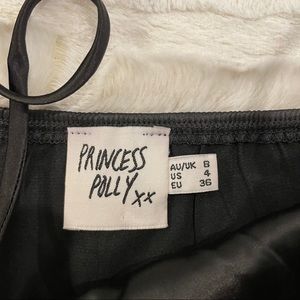 PRINCESS
POLLY xx
AU/UK 8
US 4
EU 36